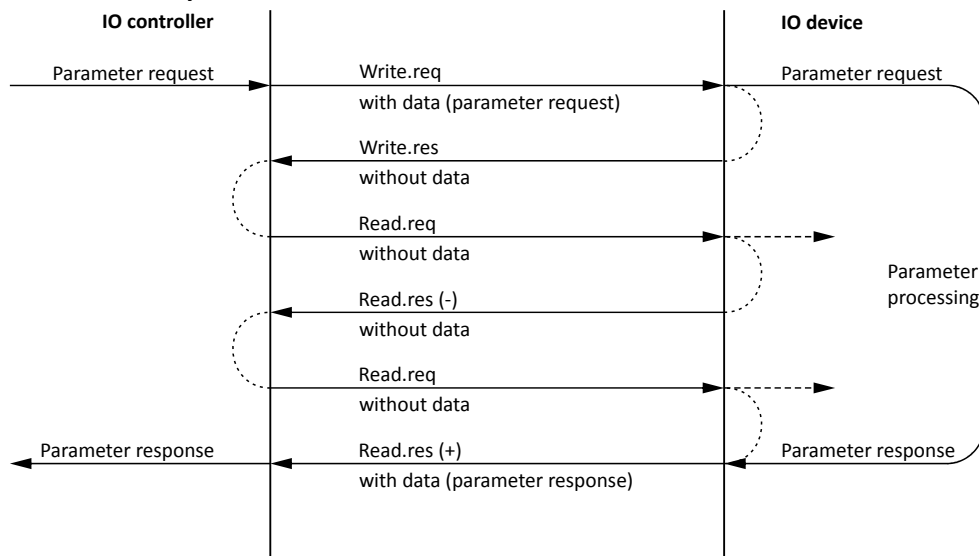 IO controller
IO device
Parameter request
Write.req
Parameter request
with data (parameter request)
Write.res
without data
Read.req
without data
Parameter
processing
Read.res (-)
without data
Read.req
without data
Parameter response
Read.res (+)
Parameter response
with data (parameter response)